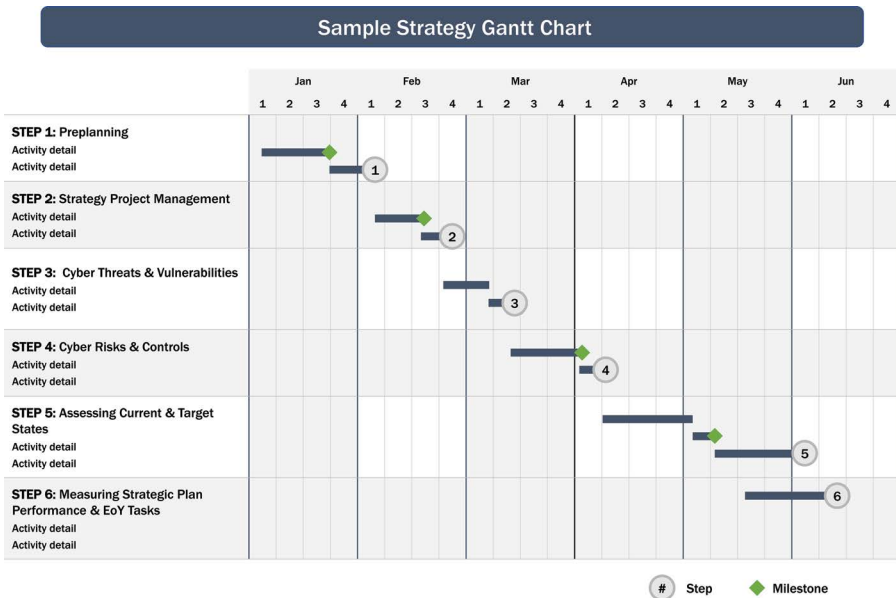 Sample Strategy Gantt Chart
Jan Feb Mar Apr May Jun
1 2 3 4 1 2 3 4 1 2 3 4 1 2 3 4 1 2 3 4 1 2 3 4
STEP 1: Preplanning
Activity detail
Activity detail
1
STEP 2: Strategy Project Management
Activity detail
Activity detail
2
STEP 3: Cyber Threats & Vulnerabilities
Activity detail
Activity detail
3
STEP 4: Cyber Risks & Controls
Activity detail
Activity detail
4
STEP 5: Assessing Current & Target
States
Activity detail
Activity detail
5
STEP 6: Measuring Strategic Plan
Performance & EoY Tasks
Activity detail
Activity detail
6
# Step Milestone